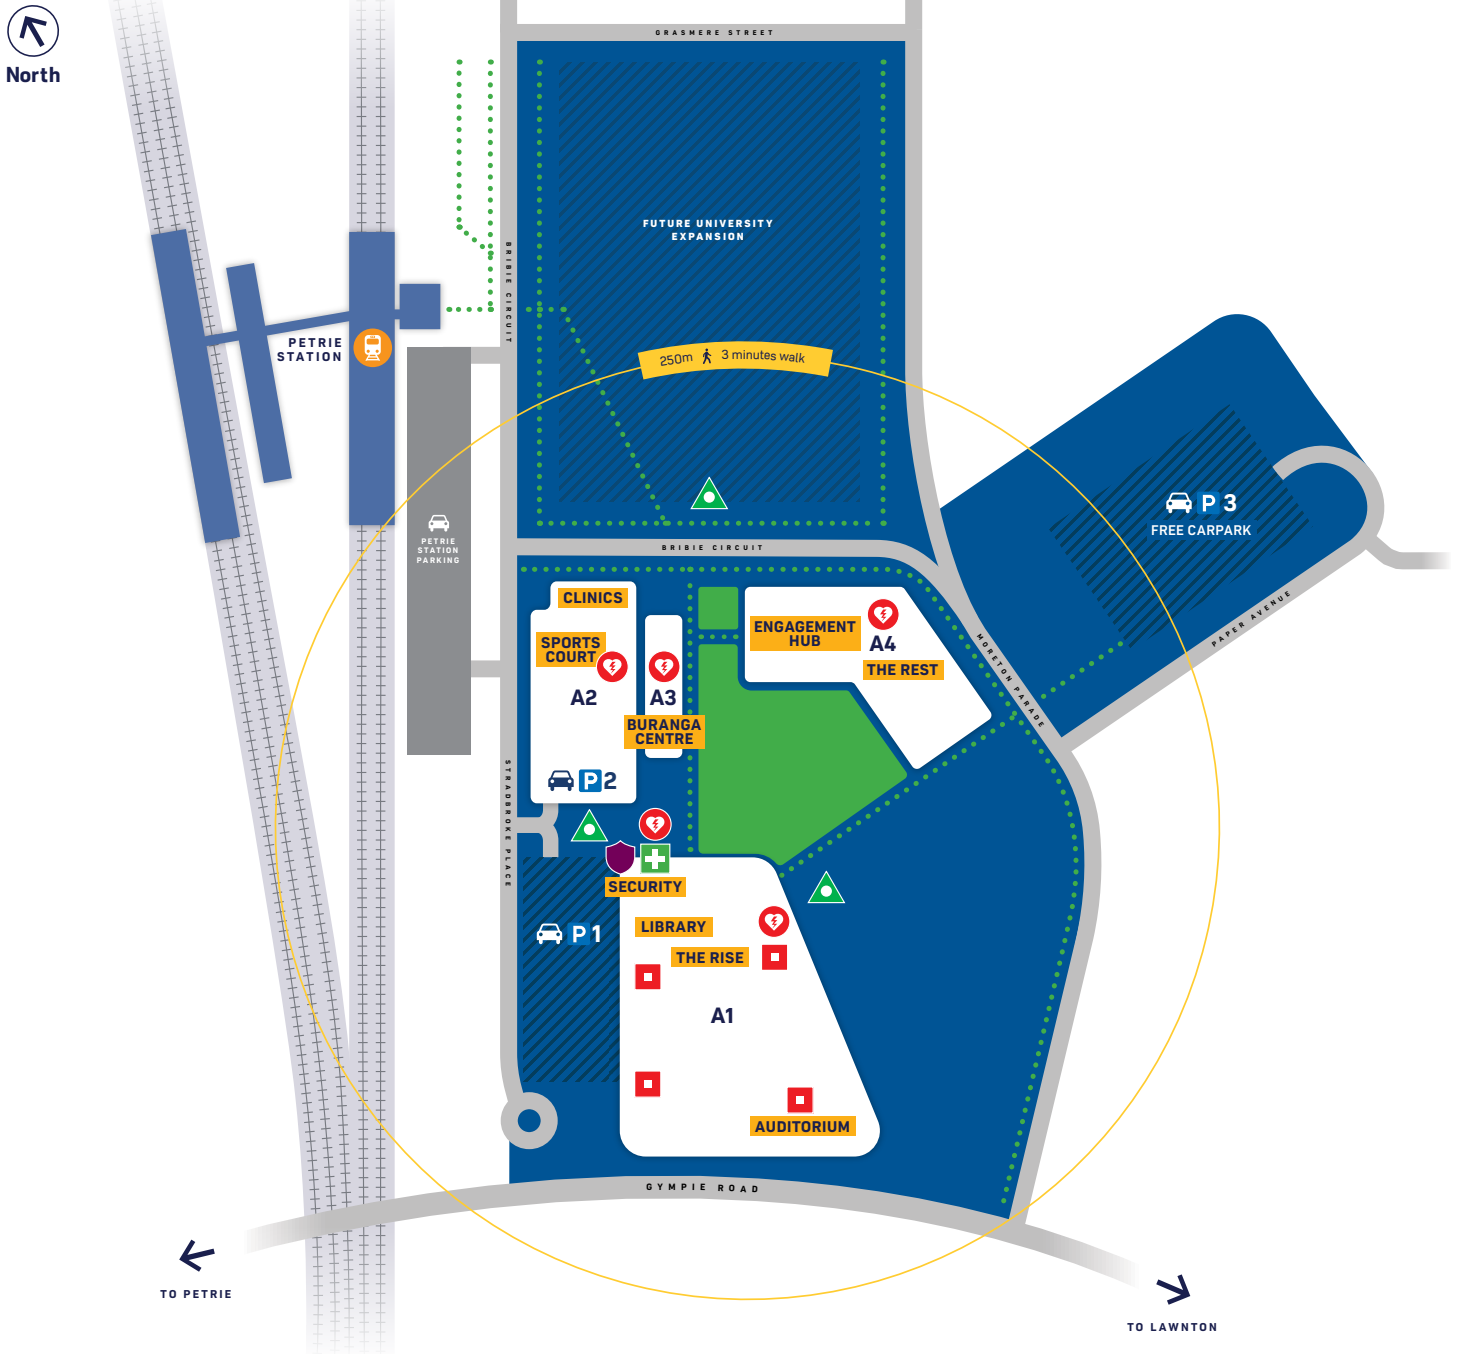 North
GRASMERE STREET
FUTURE UNIVERSITY
EXPANSION
BRIBIE CIRCUIT
PETRIE
STATION
250m 3 minutes walk
P 3
FREE CARPARK
PETRIE
STATION
PARKING
BRIBIE CIRCUIT
CLINICS
SPORTS
COURT
A2
A3
BURANGA
CENTRE
ENGAGEMENT
HUB
A4
THE REST
MORETON PARADE
PAPER AVENUE
P 2
STRADBROKE PLACE
SECURITY
P 1
LIBRARY
THE RISE
A1
AUDITORIUM
GYMPIE ROAD
TO PETRIE
TO LAWNTON